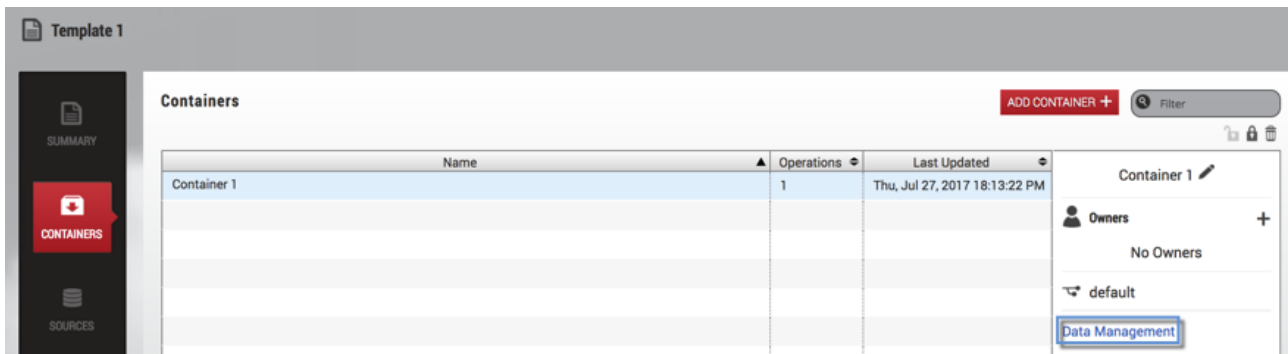 Template 1
SUMMARY
CONTAINERS
SOURCES
Containers
ADD CONTAINER +
Filter
Name Operations Last Updated
Container 1 1 Thu, Jul 27, 2017 18:13:22 PM
Container 1
Owners +
No Owners
default
Data Management